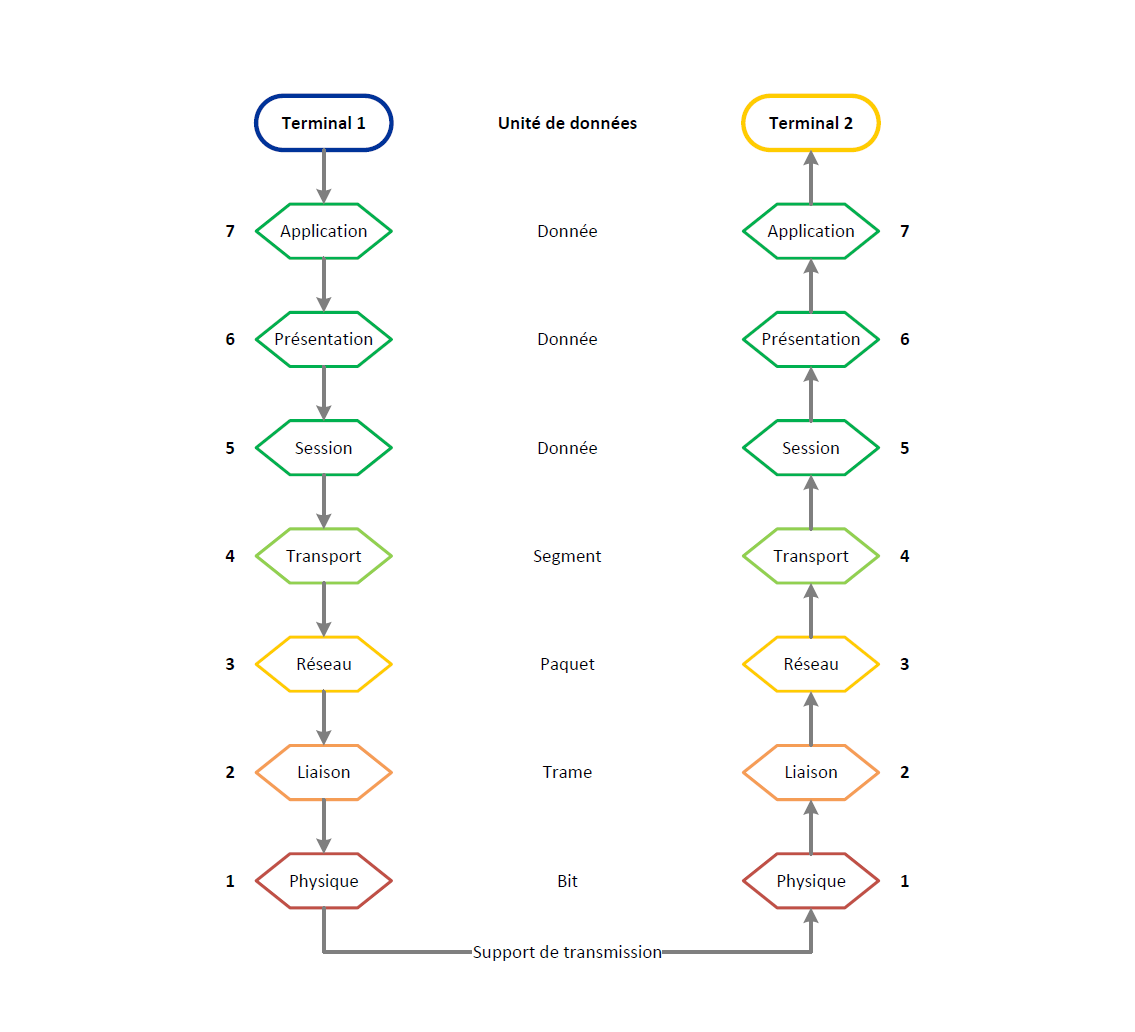 Terminal 1 Unité de données Terminal 2
7 Application Donnée Application 7
6 Présentation Donnée Présentation 6
5 Session Donnée Session 5
4 Transport Segment Transport 4
3 Réseau Paquet Réseau 3
2 Liaison Trame Liaison 2
1 Physique Bit Physique 1
Support de transmission